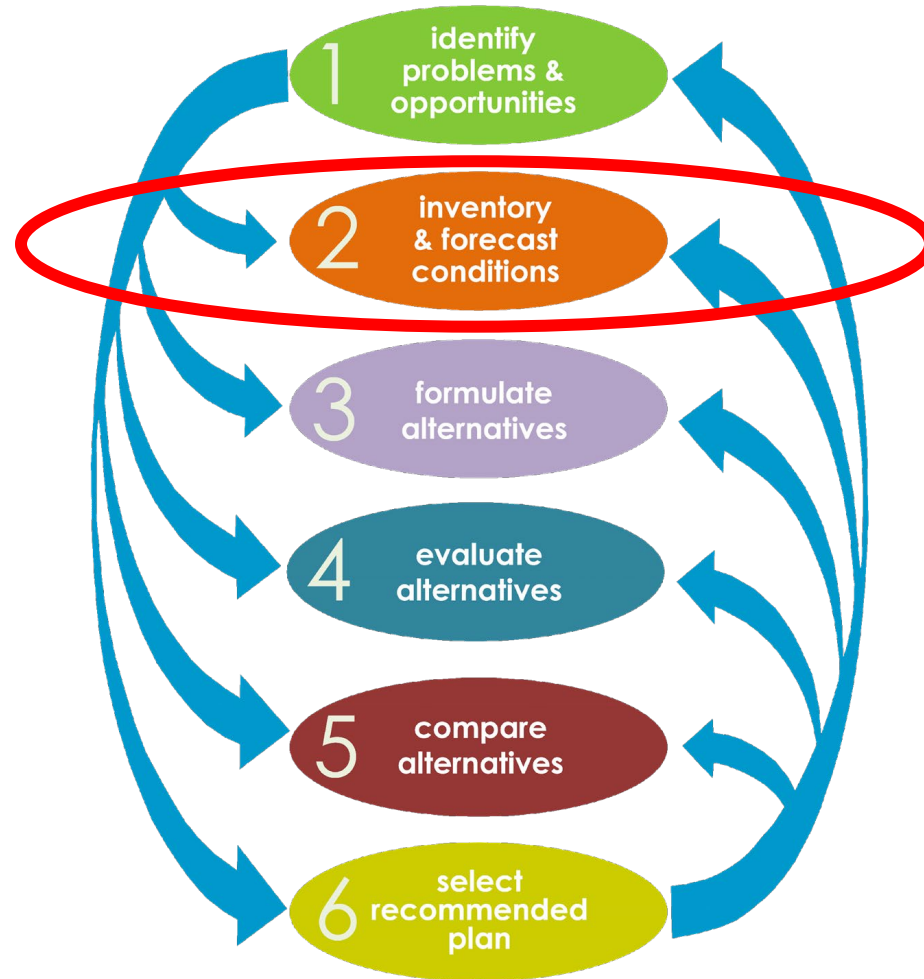 1
identify
problems &
opportunities
2
inventory
& forecast
conditions
3
formulate
alternatives
4
evaluate
alternatives
5
compare
alternatives
6
select
recommended
plan